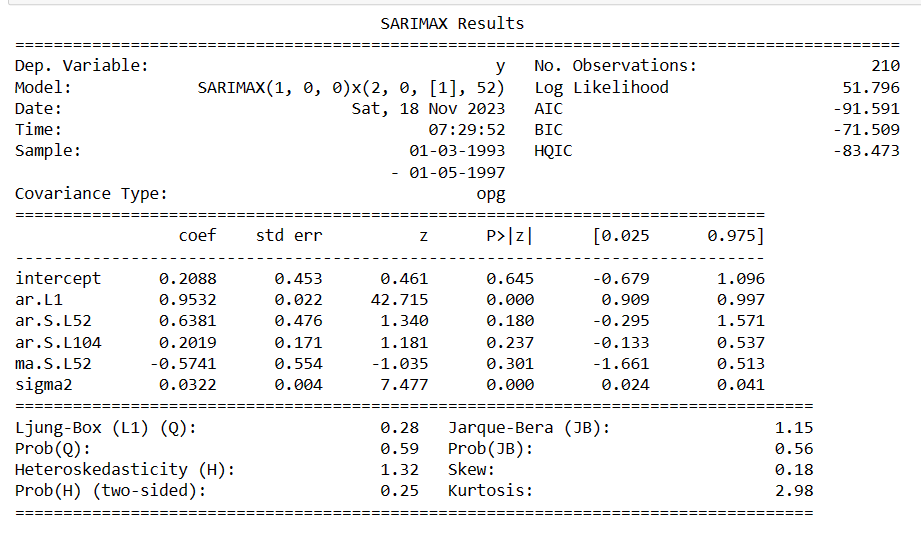 SARIMAX Results
==========================================================================================
Dep. Variable:                                  y   No. Observations:                  210
Model:             SARIMAX(1, 0, 0)x(2, 0, [1], 52)   Log Likelihood                  51.796
Date:                            Sat, 18 Nov 2023   AIC                            -91.591
Time:                                    07:29:52   BIC                            -71.509
Sample:                                01-03-1993   HQIC                           -83.473
- 01-05-1997
Covariance Type:                              opg
==============================================================================
coef    std err          z      P>|z|      [0.025      0.975]
------------------------------------------------------------------------------
intercept      0.2088      0.453      0.461      0.645      -0.679       1.096
ar.L1          0.9532      0.022     42.715      0.000       0.909       0.997
ar.S.L52       0.6381      0.476      1.340      0.180      -0.295       1.571
ar.S.L104      0.2019      0.171      1.181      0.237      -0.133       0.537
ma.S.L52      -0.5741      0.554     -1.035      0.301      -1.661       0.513
sigma2         0.0322      0.004      7.477      0.000       0.024       0.041
===================================================================================
Ljung-Box (L1) (Q):                   0.28   Jarque-Bera (JB):                 1.15
Prob(Q):                              0.59   Prob(JB):                         0.56
Heteroskedasticity (H):               1.32   Skew:                             0.18
Prob(H) (two-sided):                  0.25   Kurtosis:                         2.98
===================================================================================